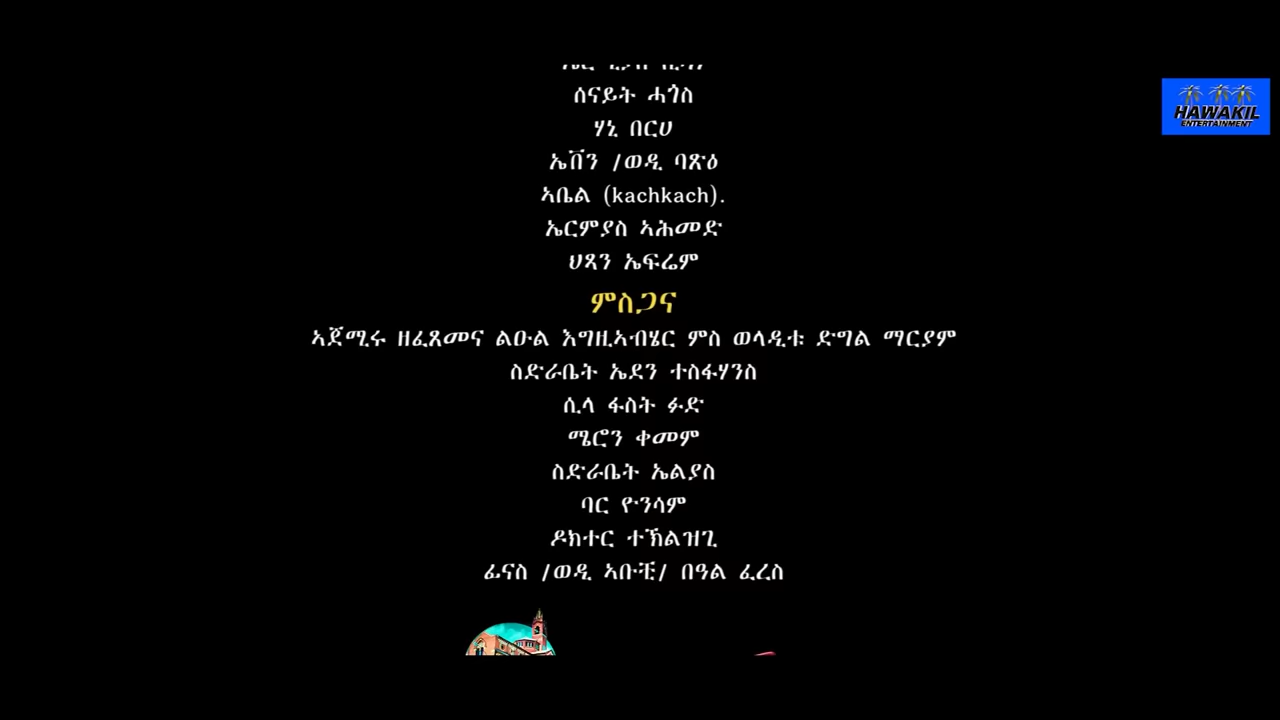 ሰናይት ሓጎስ
ሃኒ በርሀ
ኤቨን /ወዲ ባጽዕ
ኣቤል (kachkach).
ኤርምያስ ኣሕመድ
ህጻን ኤፍሬም
ምስጋና
ኣጀሚሩ ዘፈጸመና ልዑል እግዚኣብሄር ምስ ወላዲቱ ድግል ማርያም
ስድራቤት ኤደን ተስፋሃንስ
ሲላ ፋስት ፉድ
ሜሮን ቀመም
ስድራቤት ኤልያስ
ባር ዮንሳም
ዶክተር ተኽልዝጊ
ፊናስ /ወዲ ኣቡቺ/ በዓል ፈረስ
HAWAKIL
ENTERTAINMENT